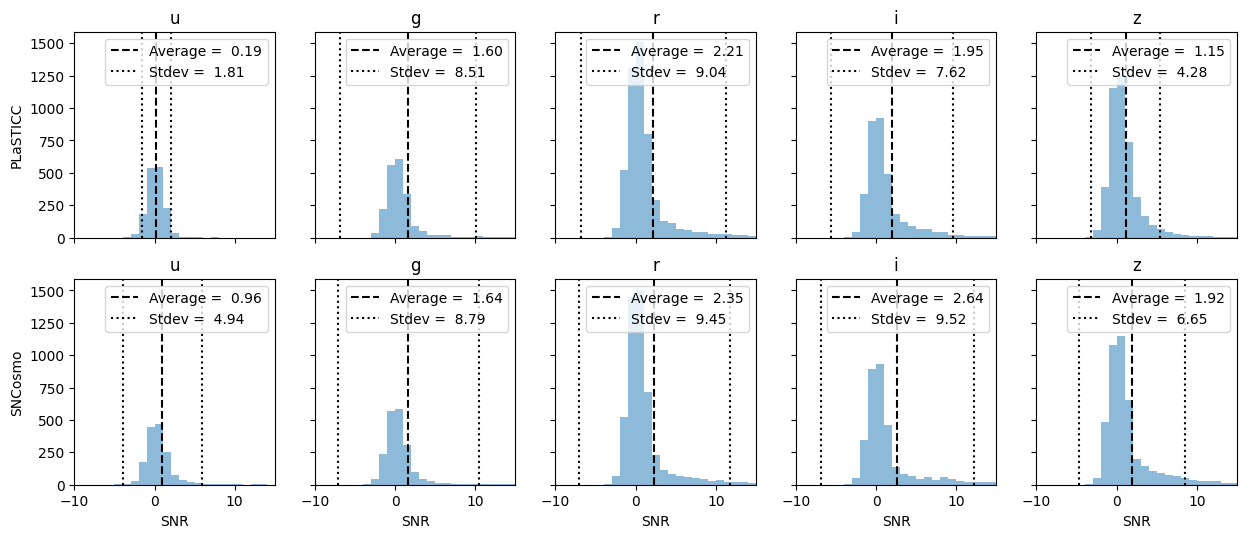 u g r i z
PLaSTICC
1500
1250
1000
750
500
250
0
Average = 0.19
Stdev = 1.81
Average = 1.60
Stdev = 8.51
Average = 2.21
Stdev = 9.04
Average = 1.95
Stdev = 7.62
Average = 1.15
Stdev = 4.28
u g r i z
SNCosmo
1500
1250
1000
750
500
250
0
Average = 0.96
Stdev = 4.94
Average = 1.64
Stdev = 8.79
Average = 2.35
Stdev = 9.45
Average = 2.64
Stdev = 9.52
Average = 1.92
Stdev = 6.65
−10 0 10 −10 0 10 −10 0 10 −10 0 10 −10 0 10
SNR SNR SNR SNR SNR